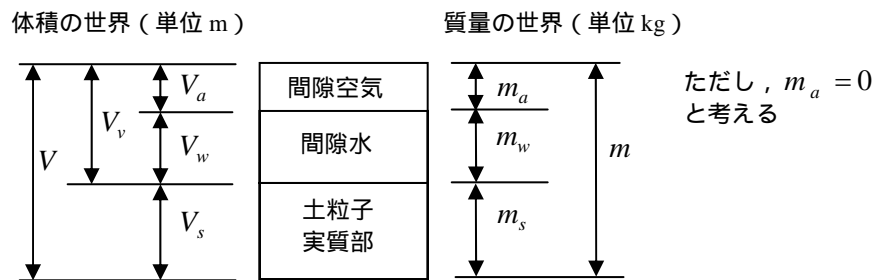 体積の世界（単位 m） 質量の世界（単位 kg）
V
V_v
V_a
V_w
V_s
間隙空気
間隙水
土粒子
実質部
m_a
m_w
m_s
m
ただし，m_a = 0
と考える